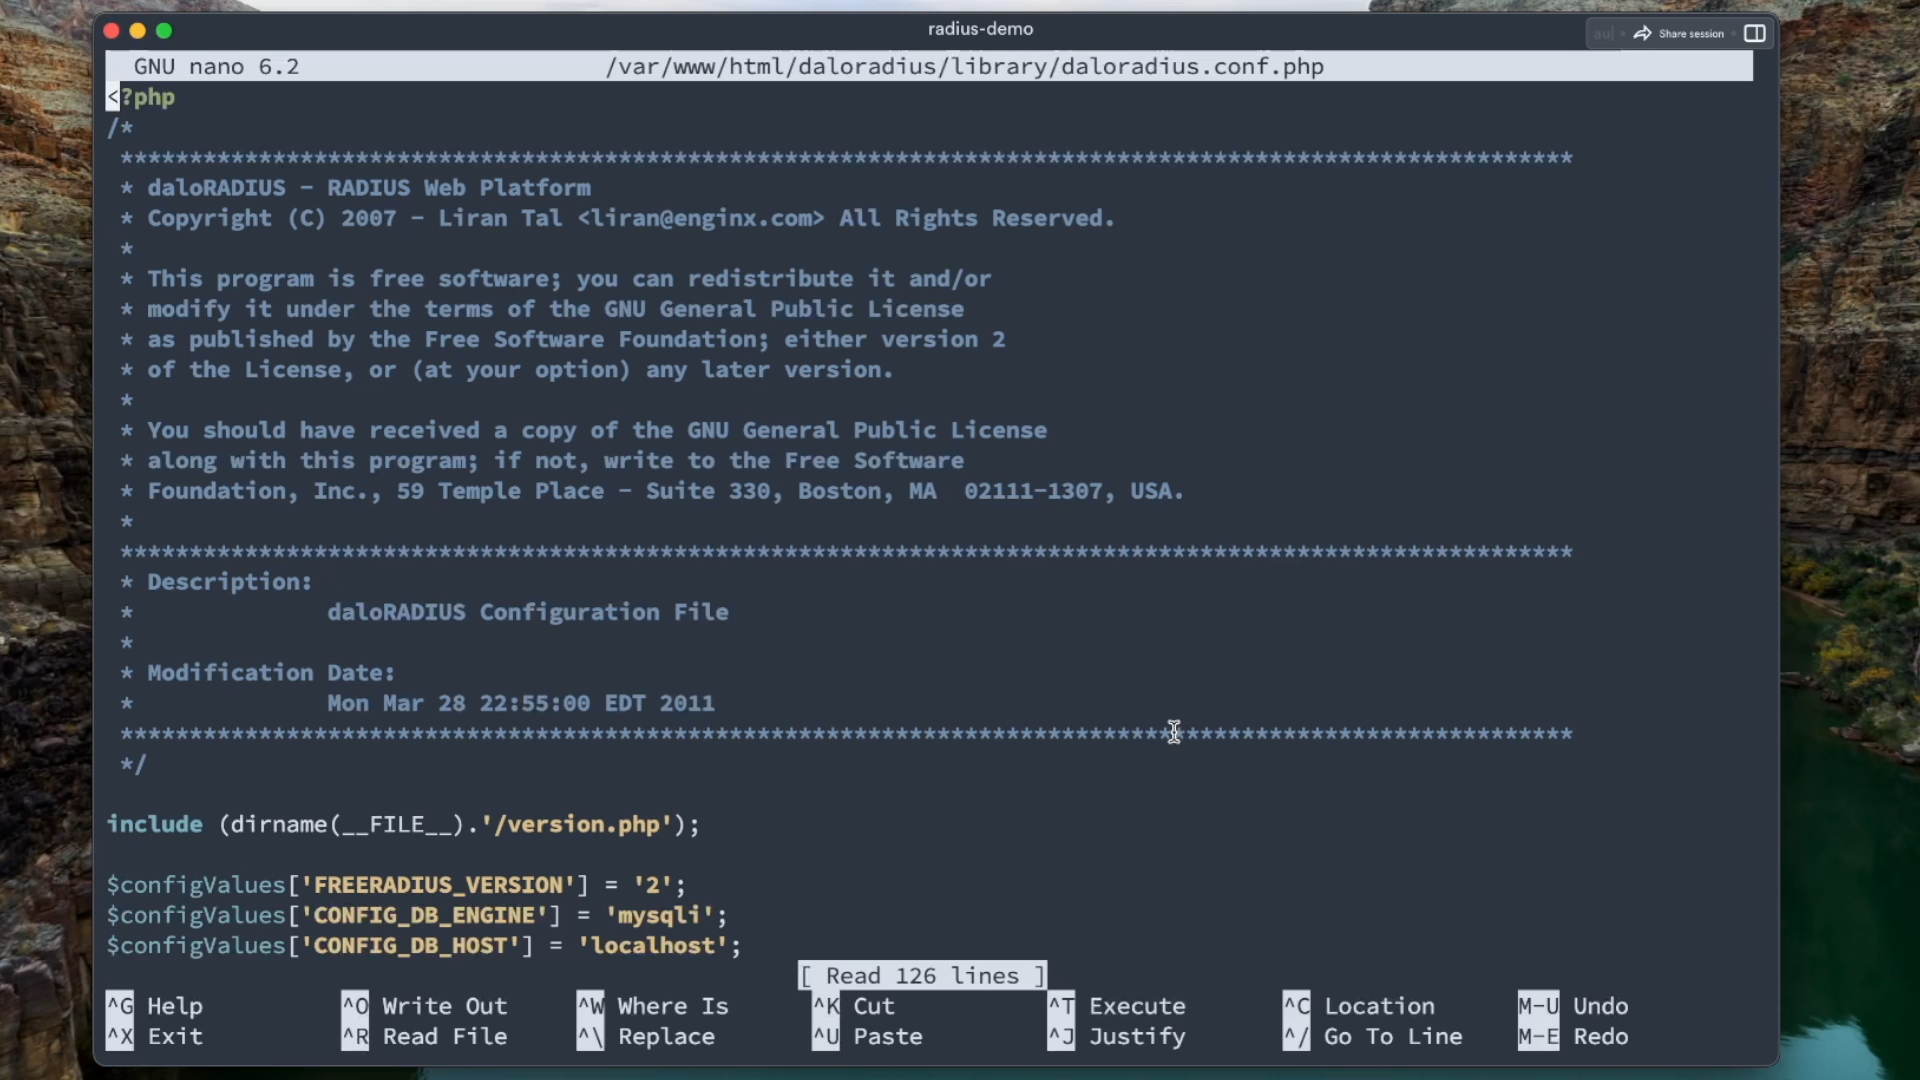 radius-demo
Share session
GNU nano 6.2 /var/www/html/daloradius/library/daloradius.conf.php
<?php
/*
*********************************************************************************************************
* daloRADIUS - RADIUS Web Platform
* Copyright (C) 2007 - Liran Tal <liran@enginx.com> All Rights Reserved.
*
* This program is free software; you can redistribute it and/or
* modify it under the terms of the GNU General Public License
* as published by the Free Software Foundation; either version 2
* of the License, or (at your option) any later version.
*
* You should have received a copy of the GNU General Public License
* along with this program; if not, write to the Free Software
* Foundation, Inc., 59 Temple Place - Suite 330, Boston, MA  02111-1307, USA.
*
*********************************************************************************************************
* Description:
* daloRADIUS Configuration File
*
* Modification Date:
* Mon Mar 28 22:55:00 EDT 2011
*********************************************************************************************************
*/
include (dirname(__FILE__).'/version.php');
$configValues['FREERADIUS_VERSION'] = '2';
$configValues['CONFIG_DB_ENGINE'] = 'mysqli';
$configValues['CONFIG_DB_HOST'] = 'localhost';
[ Read 126 lines ]
^G Help ^O Write Out ^W Where Is ^K Cut ^T Execute ^C Location M-U Undo
^X Exit ^R Read File ^\ Replace ^U Paste ^J Justify ^/ Go To Line M-E Redo